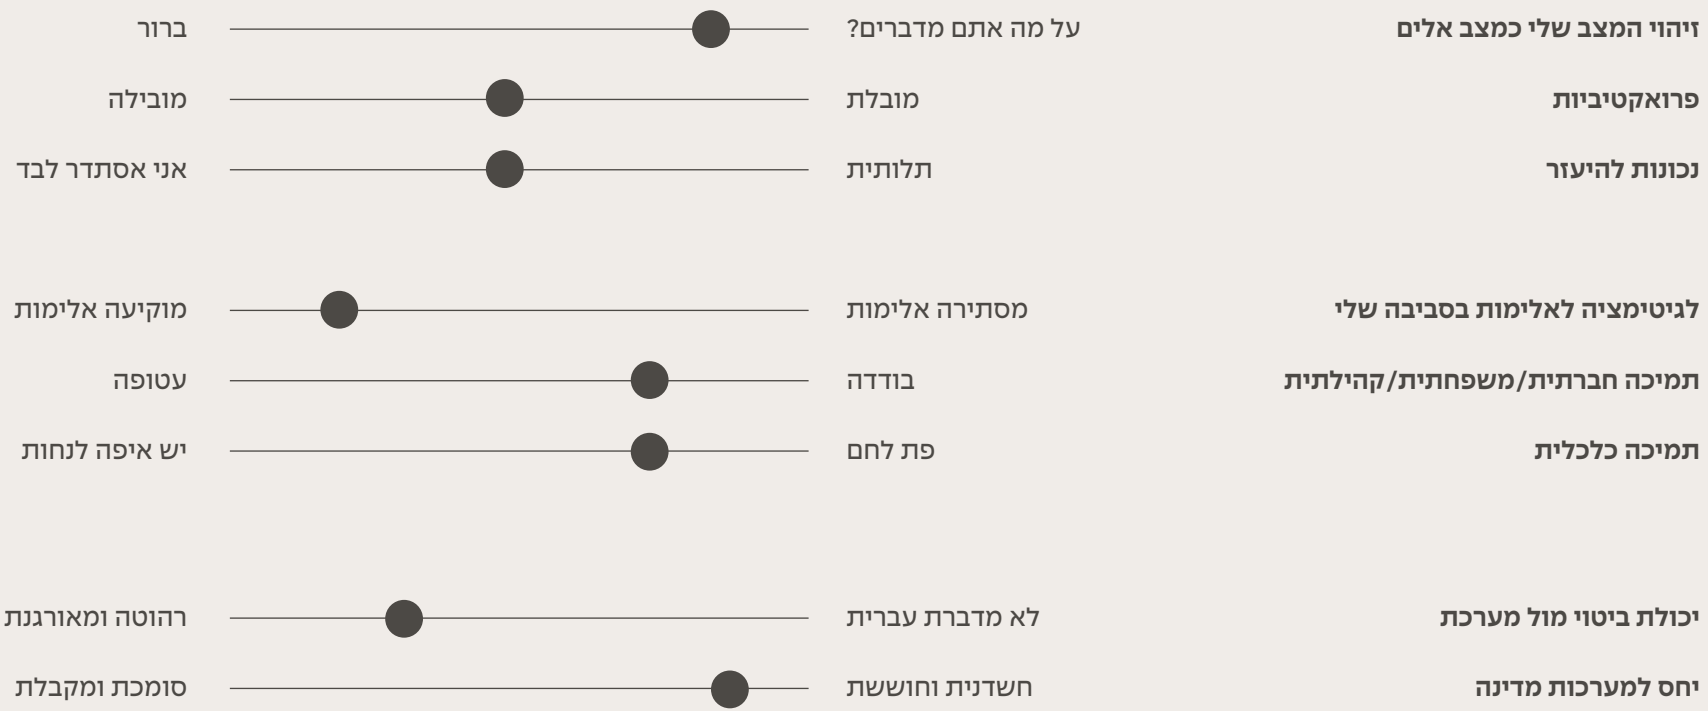 זיהוי המצב שלי כמצב אלים על מה אתם מדברים? ברור
פרואקטיביות מובלת מובילה
נכונות להיעזר תלותית אני אסתדר לבד
לגיטימציה לאלימות בסביבה שלי מסתירה אלימות מוקיעה אלימות
תמיכה חברתית/משפחתית/קהילתית בודדה עטופה
תמיכה כלכלית פת לחם יש איפה לנחות
יכולת ביטוי מול מערכת לא מדברת עברית רהוטה ומאורגנת
יחס למערכות מדינה חשדנית וחוששת סומכת ומקבלת